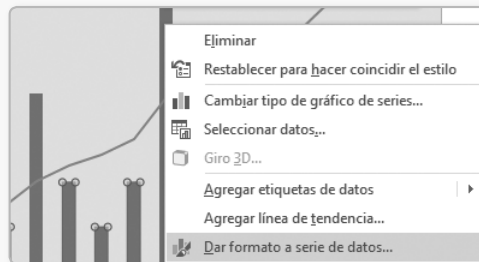 Eliminar
Restablecer para hacer coincidir el estilo
Cambiar tipo de gráfico de series...
Seleccionar datos...
Giro 3D...
Agregar etiquetas de datos
Agregar línea de tendencia...
Dar formato a serie de datos...